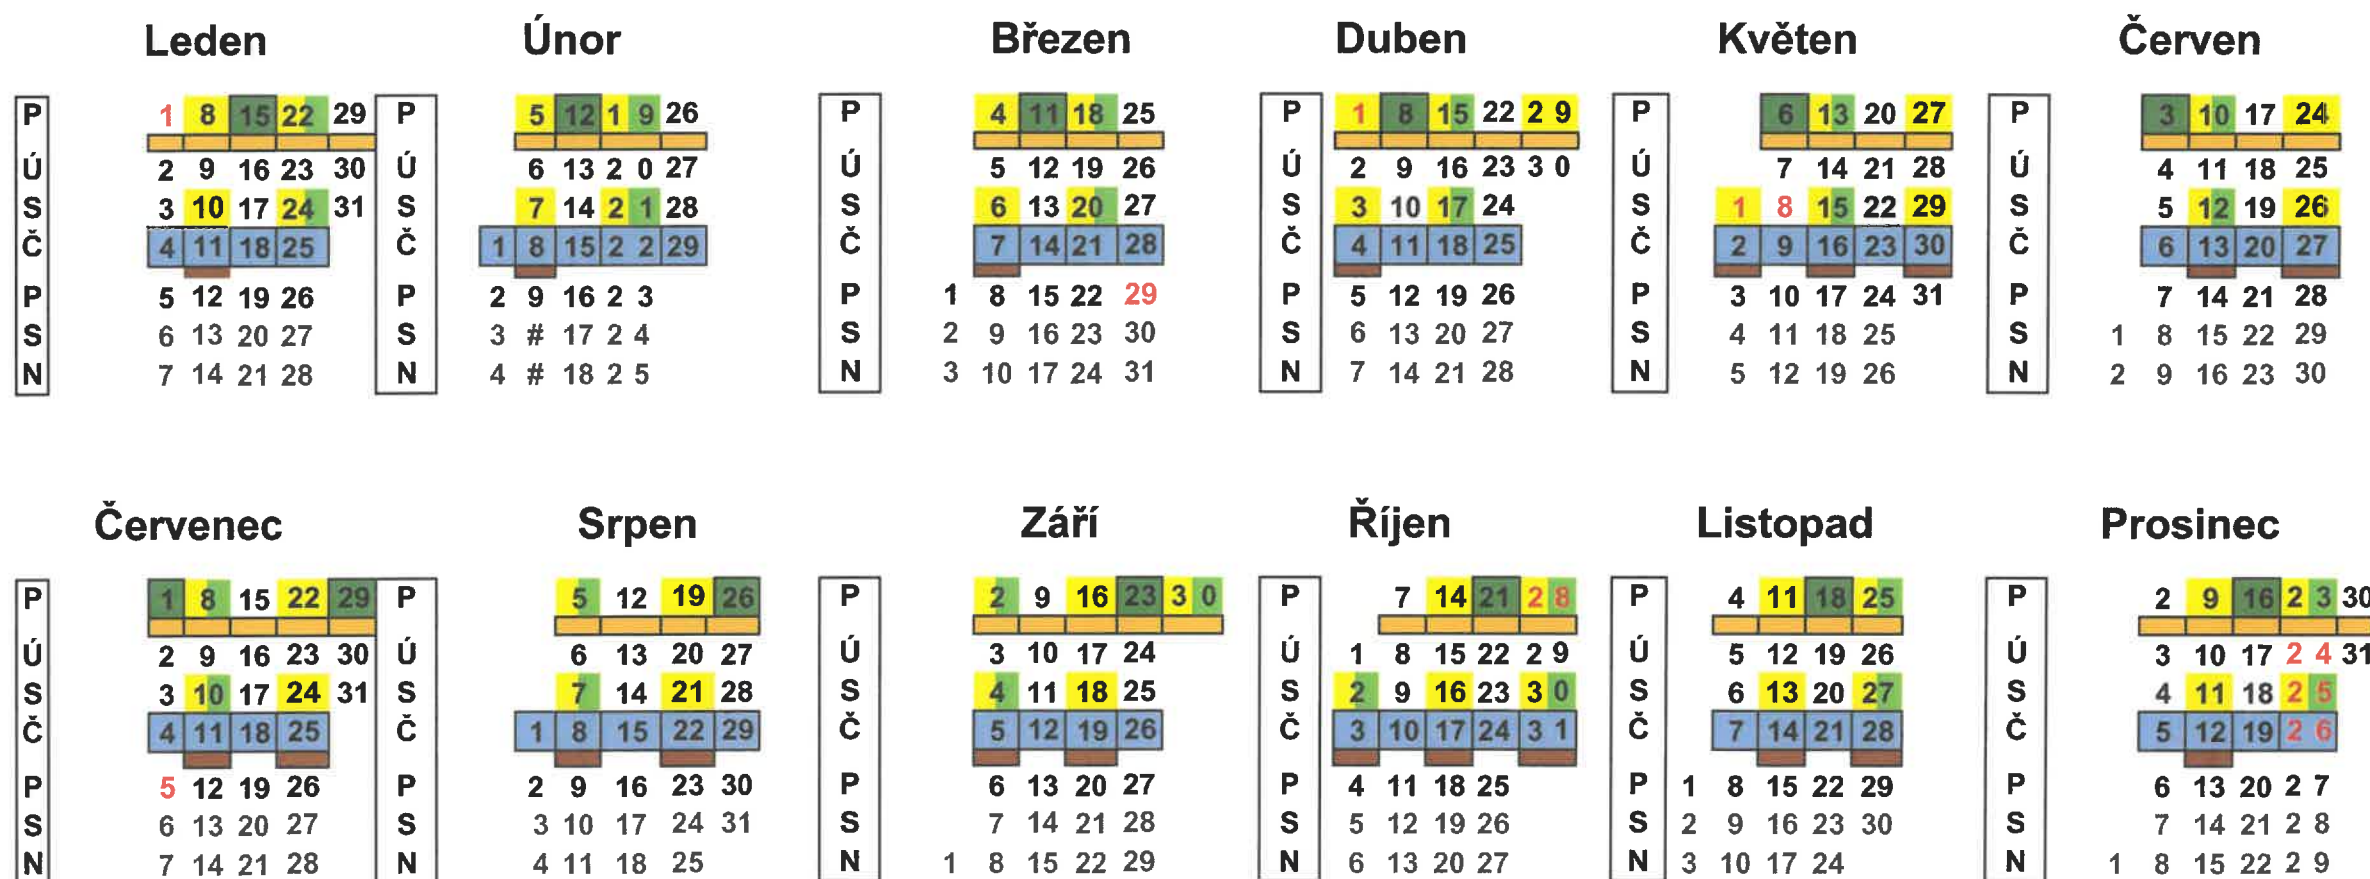 Leden Únor Březen Duben Květen Červen
P 1 8 15 22 29 P 5 12 1 9 26 P 4 11 18 25 P 1 8 15 22 2 9 P 6 13 20 27 P 3 10 17 24
Ú 2 9 16 23 30 Ú 6 13 2 0 27 Ú 5 12 19 26 Ú 2 9 16 23 3 0 Ú 7 14 21 28 Ú 4 11 18 25
S 3 10 17 24 31 S 7 14 2 1 28 S 6 13 20 27 S 3 10 17 24 S 1 8 15 22 29 S 5 12 19 26
Č 4 11 18 25 Č 1 8 15 2 2 29 Č 7 14 21 28 Č 4 11 18 25 Č 2 9 16 23 30 Č 6 13 20 27
P 5 12 19 26 P 2 9 16 2 3 P 1 8 15 22 29 P 5 12 19 26 P 3 10 17 24 31 P 7 14 21 28
S 6 13 20 27 S 3 # 17 2 4 S 2 9 16 23 30 S 6 13 20 27 S 4 11 18 25 S 1 8 15 22 29
N 7 14 21 28 N 4 # 18 2 5 N 3 10 17 24 31 N 7 14 21 28 N 5 12 19 26 N 2 9 16 23 30
Červenec Srpen Září Říjen Listopad Prosinec
P 1 8 15 22 29 P 5 12 19 26 P 2 9 16 23 3 0 P 7 14 21 2 8 P 4 11 18 25 P 2 9 16 2 3 30
Ú 2 9 16 23 30 Ú 6 13 20 27 Ú 3 10 17 24 Ú 1 8 15 22 2 9 Ú 5 12 19 26 Ú 3 10 17 2 4 31
S 3 10 17 24 31 S 7 14 21 28 S 4 11 18 25 S 2 9 16 23 3 0 S 6 13 20 27 S 4 11 18 2 5
Č 4 11 18 25 Č 1 8 15 22 29 Č 5 12 19 26 Č 3 10 17 24 3 1 Č 7 14 21 28 Č 5 12 19 2 6
P 5 12 19 26 P 2 9 16 23 30 P 6 13 20 27 P 4 11 18 25 P 1 8 15 22 29 P 6 13 20 2 7
S 6 13 20 27 S 3 10 17 24 31 S 7 14 21 28 S 5 12 19 26 S 2 9 16 23 30 S 7 14 21 2 8
N 7 14 21 28 N 4 11 18 25 N 1 8 15 22 29 N 6 13 20 27 N 3 10 17 24 N 1 8 15 22 2 9